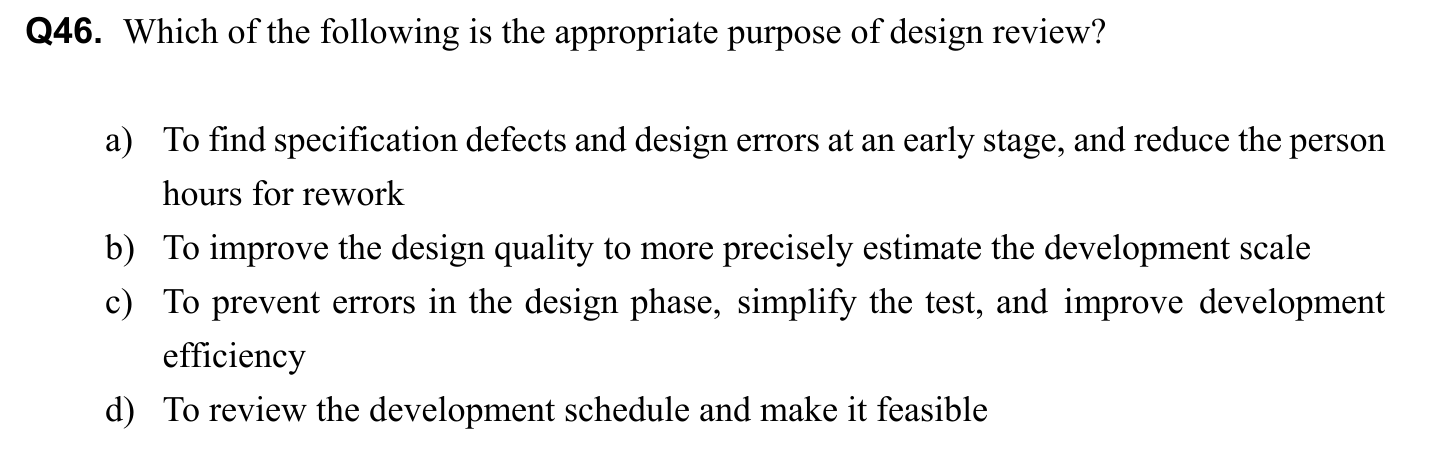 Q46. Which of the following is the appropriate purpose of design review?
a) To find specification defects and design errors at an early stage, and reduce the person
hours for rework
b) To improve the design quality to more precisely estimate the development scale
c) To prevent errors in the design phase, simplify the test, and improve development
efficiency
d) To review the development schedule and make it feasible